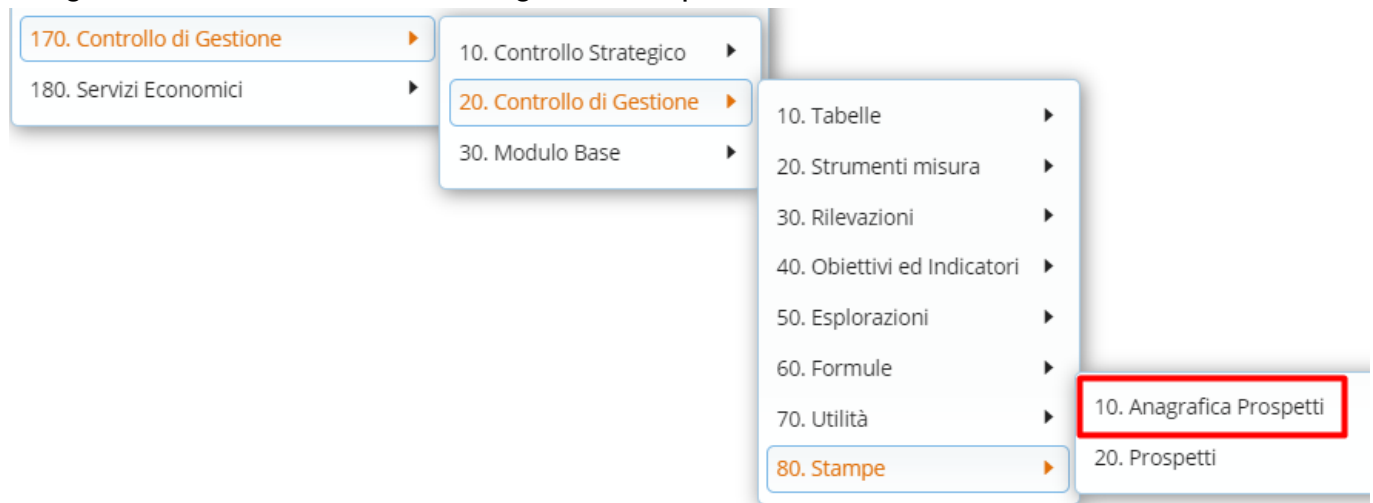 170. Controllo di Gestione
180. Servizi Economici
10. Controllo Strategico
20. Controllo di Gestione
30. Modulo Base
10. Tabelle
20. Strumenti misura
30. Rilevazioni
40. Obiettivi ed Indicatori
50. Esplorazioni
60. Formule
70. Utilità
80. Stampe
10. Anagrafica Prospetti
20. Prospetti